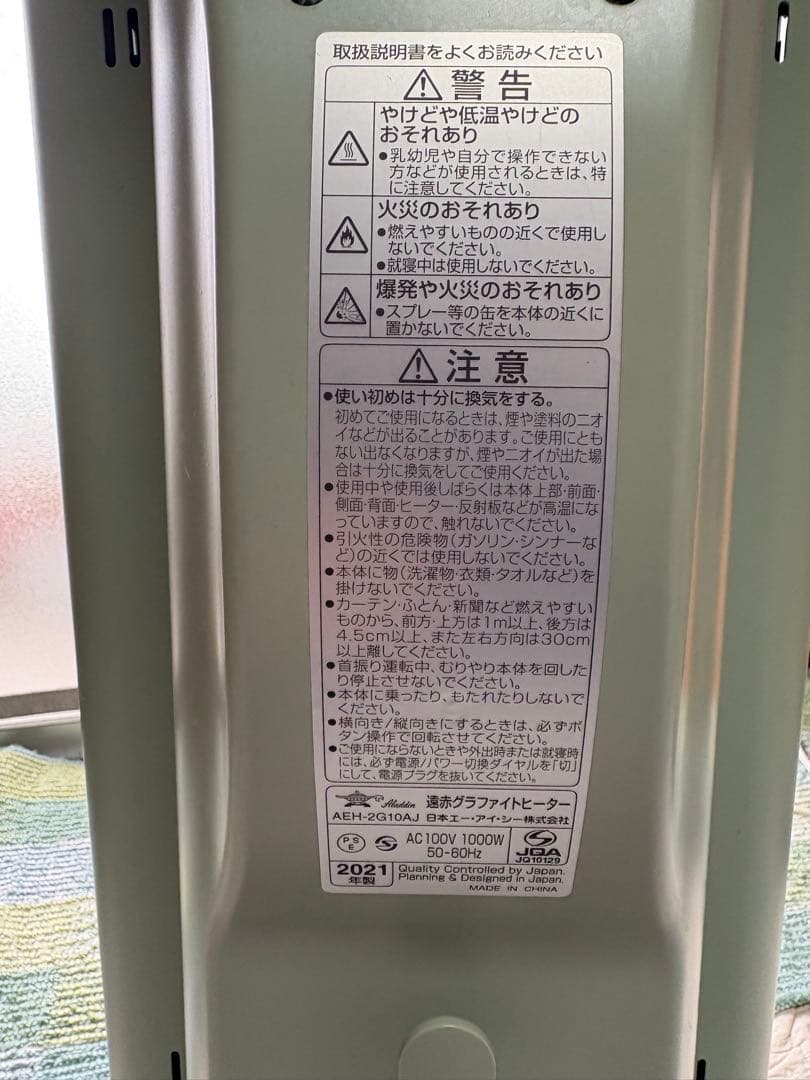 取扱説明書をよくお読みください
警告
やけどや低温やけどの
おそれあり
●乳幼児や自分で操作できない
方などが使用されるときは、特
に注意してください。
火災のおそれあり
●燃えやすいものの近くで使用し
ないでください。
●就寝中は使用しないでください。
爆発や火災のおそれあり
●スプレー等の缶を本体の近くに
置かないでください。
注意
●使い初めは十分に換気をする。
初めてご使用になるときは、煙や塗料のニオ
イなどが出ることがあります。ご使用にとも
ない出なくなりますが、煙やニオイが出た場
合は十分に換気をしてご使用ください。
●使用中や使用後しばらくは本体上部・前面・
側面・背面・ヒーター・反射板などが高温にな
っていますので、触れないでください。
●引火性の危険物(ガソリン・シンナーな
ど)の近くでは使用しないでください。
●本体に物(洗濯物・衣類・タオルなど)を
掛けないでください。
●カーテン・ふとん・新聞など燃えやすい
ものから、前方・上方は1m以上、後方は
4.5cm以上、また左右方向は30cm
以上離してください。
●首振り運転中、むりやり本体を回した
り停止させないでください。
●本体に乗ったり、もたれたりしないで
ください。
●横向き/縦向きにするときは、必ずボ
タン操作で回転させてください。
●ご使用にならないときや外出時または就寝時
には、必ず電源/パワー切換ダイヤルを「切」
にして、電源プラグを抜いてください。
Aladdin 遠赤グラファイトヒーター
AEH-2G10AJ 日本エー・アイ・シー株式会社
PSE AC100V 1000W
50-60Hz
JQA
JQ10129
2021
年製
Quality Controlled by Japan.
Planning & Designed in Japan.
MADE IN CHINA